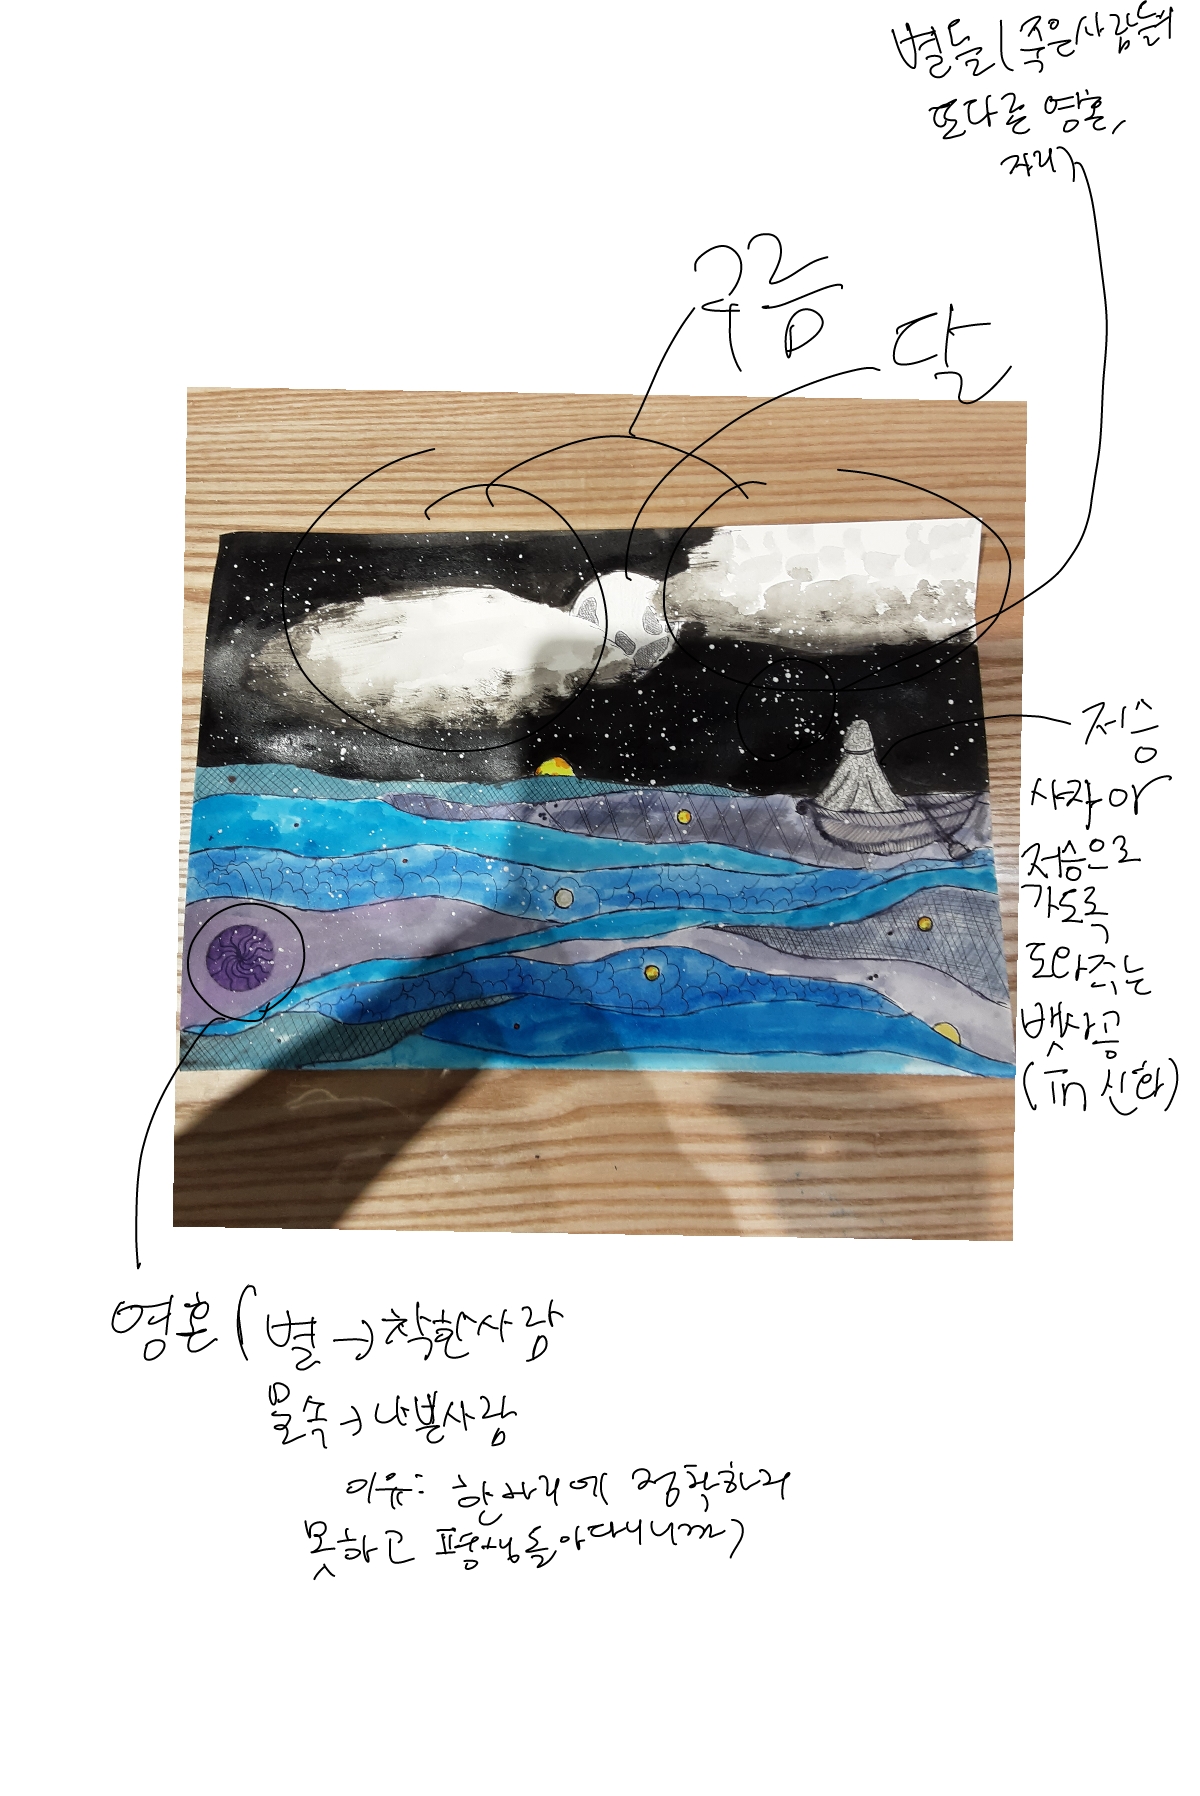 별들 (죽은사람들의
또다른 영혼,
자리)
구름
달
저승
사자아
저승으로
가도록
도와주는
뱃사공
(in 신화)
영혼 (별→착한사람
물속→나쁜사람
이유: 한자리에 정착하지
못하고 평생돌아다니니까)